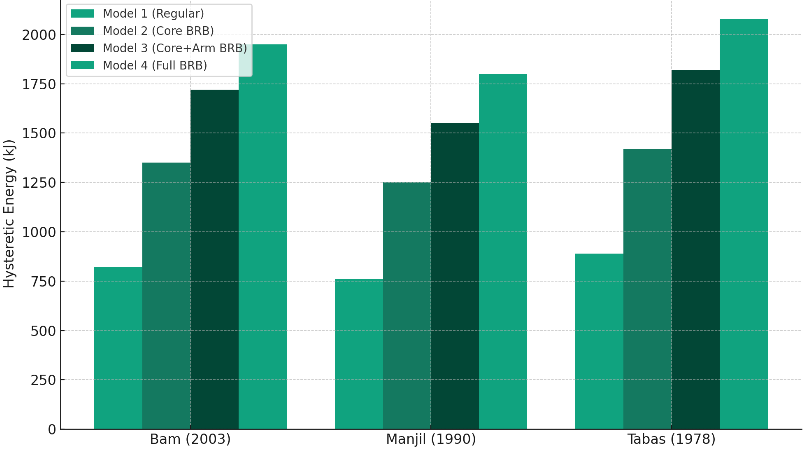 Model 1 (Regular)
Model 2 (Core BRB)
Model 3 (Core+Arm BRB)
Model 4 (Full BRB)
Hysteretic Energy (kJ)
2000
1750
1500
1250
1000
750
500
250
0
Bam (2003)
Manjil (1990)
Tabas (1978)